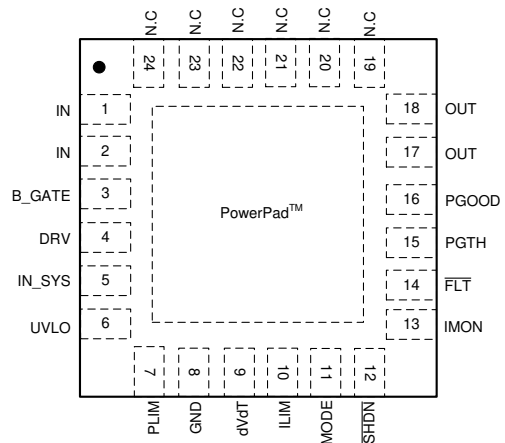 N.C N.C N.C N.C N.C N.C
24 23 22 21 20 19
IN 1 18 OUT
IN 2 17 OUT
B_GATE 3 16 PGOOD
PowerPad™
DRV 4 15 PGTH
IN_SYS 5 14 F̅L̅T̅
UVLO 6 13 IMON
7 8 9 10 11 12
PLIM GND dVdT ILIM MODE S̅H̅D̅N̅